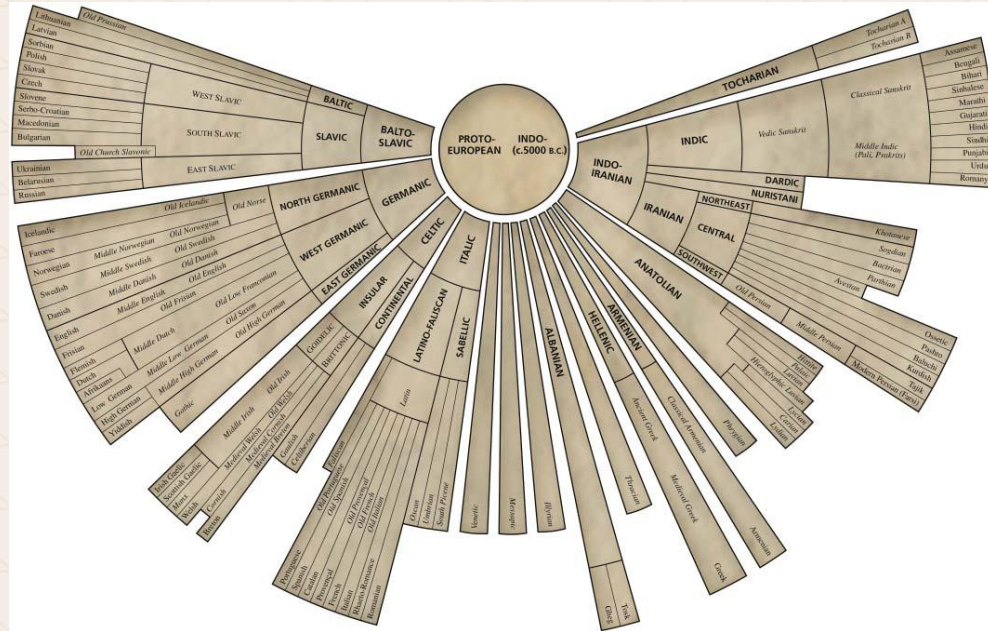 PROTO- INDO-
EUROPEAN (c.5000 B.C.)
TOCHARIAN
Tocharian A
Tocharian B
INDO-
IRANIAN
INDIC
Vedic Sanskrit
Classical Sanskrit
Middle Indic
(Pali, Prakrits)
Assamese
Bengali
Bihari
Sinhalese
Marathi
Gujarati
Hindi
Sindhi
Punjabi
Urdu
Romany
DARDIC
NURISTANI
IRANIAN
NORTHEAST
CENTRAL
SOUTHWEST
Khotanese
Sogdian
Bactrian
Parthian
Avestan
Old Persian
Middle Persian
Ossetic
Pashto
Baluchi
Kurdish
Tajik
Modern Persian (Farsi)
ANATOLIAN
Hittite
Palaic
Luvian
Hieroglyphic Luvian
Lycian
Carian
Lydian
Phrygian
ARMENIAN
Classical Armenian
Armenian
HELLENIC
Ancient Greek
Medieval Greek
Greek
Thracian
ALBANIAN
Tosk
Gheg
Illyrian
Messapic
Venetic
ITALIC
SABELLIC
South Picene
Umbrian
Oscan
LATINO-FALISCAN
Latin
Faliscan
Old Portuguese
Old Spanish
Old Provençal
Old French
Old Italian
Portuguese
Spanish
Catalan
Provençal
French
Italian
Rhaeto-Romance
Romanian
CELTIC
CONTINENTAL
Celtiberian
Gaulish
INSULAR
BRITTONIC
GOIDELIC
Old Irish
Middle Irish
Old Welsh
Medieval Welsh
Medieval Cornish
Medieval Breton
Irish Gaelic
Scottish Gaelic
Manx
Welsh
Cornish
Breton
GERMANIC
NORTH GERMANIC
WEST GERMANIC
EAST GERMANIC
Old Norse
Old Icelandic
Old Norwegian
Middle Norwegian
Old Swedish
Middle Swedish
Old Danish
Middle Danish
Old English
Middle English
Old Frisian
Old Low Franconian
Middle Dutch
Old Saxon
Middle Low German
Old High German
Middle High German
Gothic
Icelandic
Faroese
Norwegian
Swedish
Danish
English
Frisian
Flemish
Dutch
Afrikaans
Low German
High German
Yiddish
BALTO-
SLAVIC
BALTIC
SLAVIC
WEST SLAVIC
SOUTH SLAVIC
EAST SLAVIC
Old Prussian
Lithuanian
Latvian
Sorbian
Polish
Slovak
Czech
Slovene
Serbo-Croatian
Macedonian
Bulgarian
Old Church Slavonic
Ukrainian
Belarusian
Russian